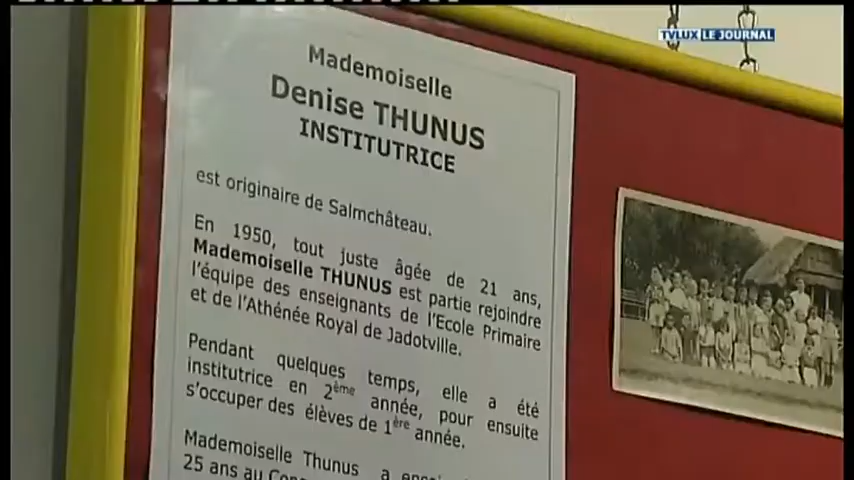 TVLUX LE JOURNAL
Mademoiselle
Denise THUNUS
INSTITUTRICE
est originaire de Salmchâteau.
En 1950, tout juste âgée de 21 ans,
Mademoiselle THUNUS est partie rejoindre
l'équipe des enseignants de l'Ecole Primaire
et de l'Athénée Royal de Jadotville.
Pendant quelques temps, elle a été
institutrice en 2ème année, pour ensuite
s'occuper des élèves de 1ère année.
Mademoiselle Thunus a
25 ans au